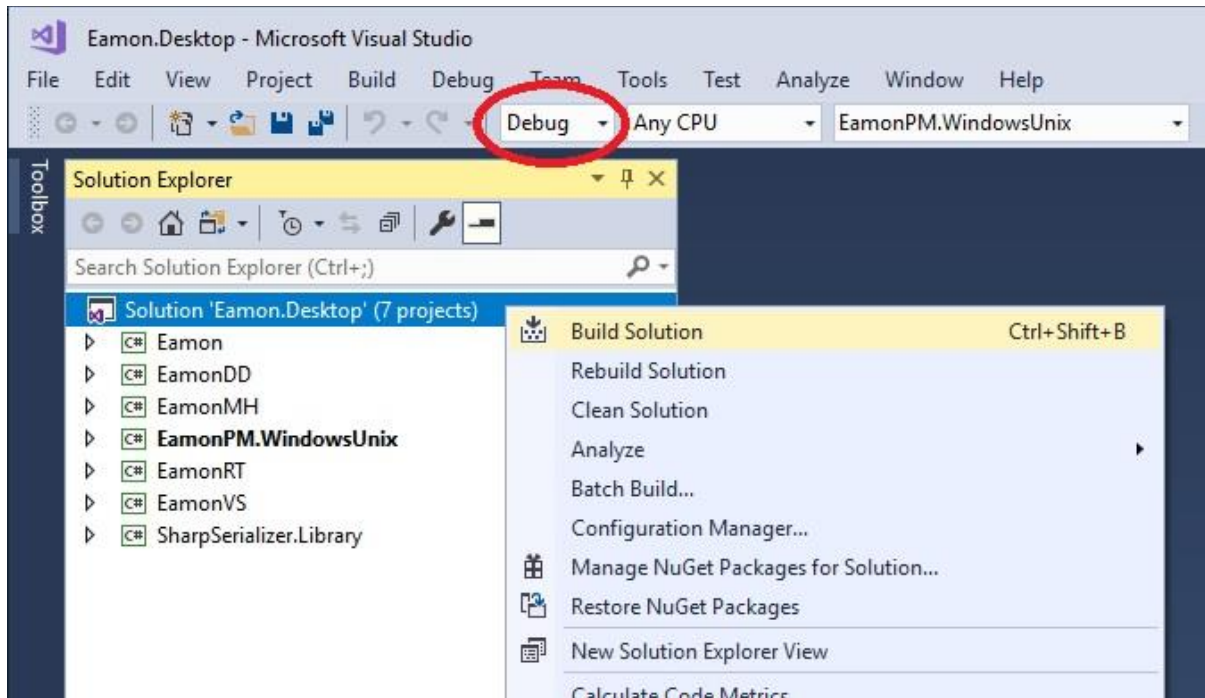 Eamon.Desktop - Microsoft Visual Studio
File Edit View Project Build Debug Team Tools Test Analyze Window Help
Debug Any CPU EamonPM.WindowsUnix
Toolbox
Solution Explorer
Search Solution Explorer (Ctrl+;)
Solution 'Eamon.Desktop' (7 projects)
C# Eamon
C# EamonDD
C# EamonMH
C# EamonPM.WindowsUnix
C# EamonRT
C# EamonVS
C# SharpSerializer.Library
Build Solution Ctrl+Shift+B
Rebuild Solution
Clean Solution
Analyze
Batch Build...
Configuration Manager...
Manage NuGet Packages for Solution...
Restore NuGet Packages
New Solution Explorer View
Calculate Code Metrics